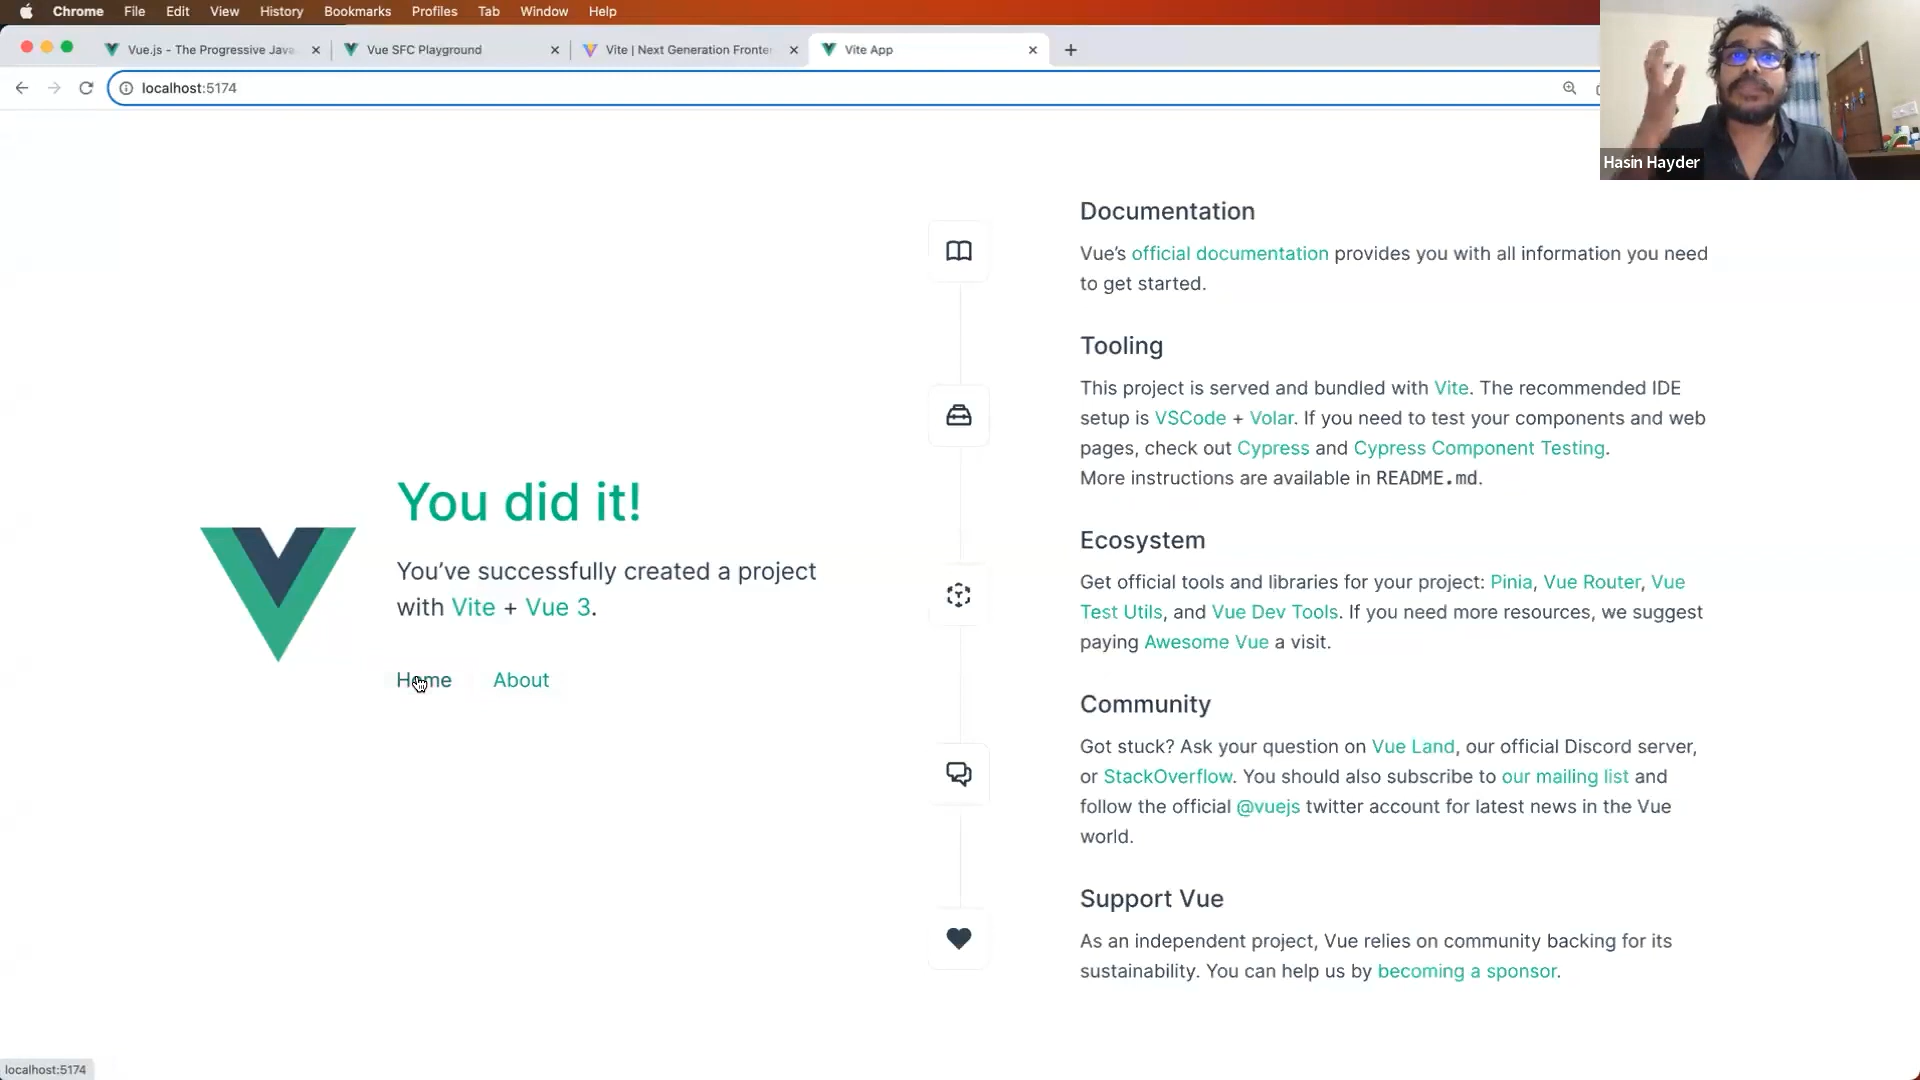 Chrome File Edit View History Bookmarks Profiles Tab Window Help
Vue.js - The Progressive Java
Vue SFC Playground
Vite | Next Generation Fronte
Vite App
localhost:5174
Hasin Hayder
You did it!
You’ve successfully created a project
with Vite + Vue 3.
Home About
Documentation
Vue’s official documentation provides you with all information you need
to get started.
Tooling
This project is served and bundled with Vite. The recommended IDE
setup is VSCode + Volar. If you need to test your components and web
pages, check out Cypress and Cypress Component Testing.
More instructions are available in README.md.
Ecosystem
Get official tools and libraries for your project: Pinia, Vue Router, Vue
Test Utils, and Vue Dev Tools. If you need more resources, we suggest
paying Awesome Vue a visit.
Community
Got stuck? Ask your question on Vue Land, our official Discord server,
or StackOverflow. You should also subscribe to our mailing list and
follow the official @vuejs twitter account for latest news in the Vue
world.
Support Vue
As an independent project, Vue relies on community backing for its
sustainability. You can help us by becoming a sponsor.
localhost:5174